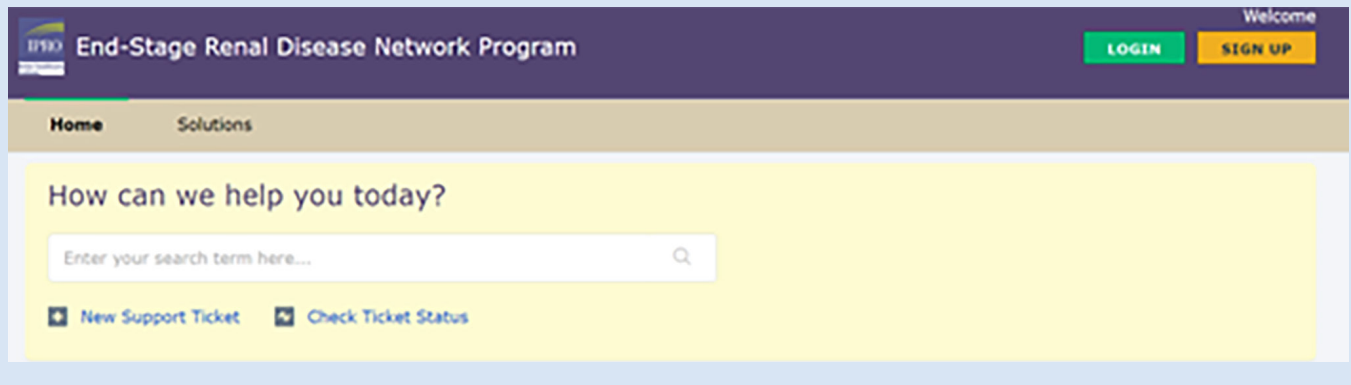 Welcome
IPRO
End-Stage Renal Disease Network Program
LOGIN
SIGN UP
Home
Solutions
How can we help you today?
Enter your search term here...
New Support Ticket
Check Ticket Status